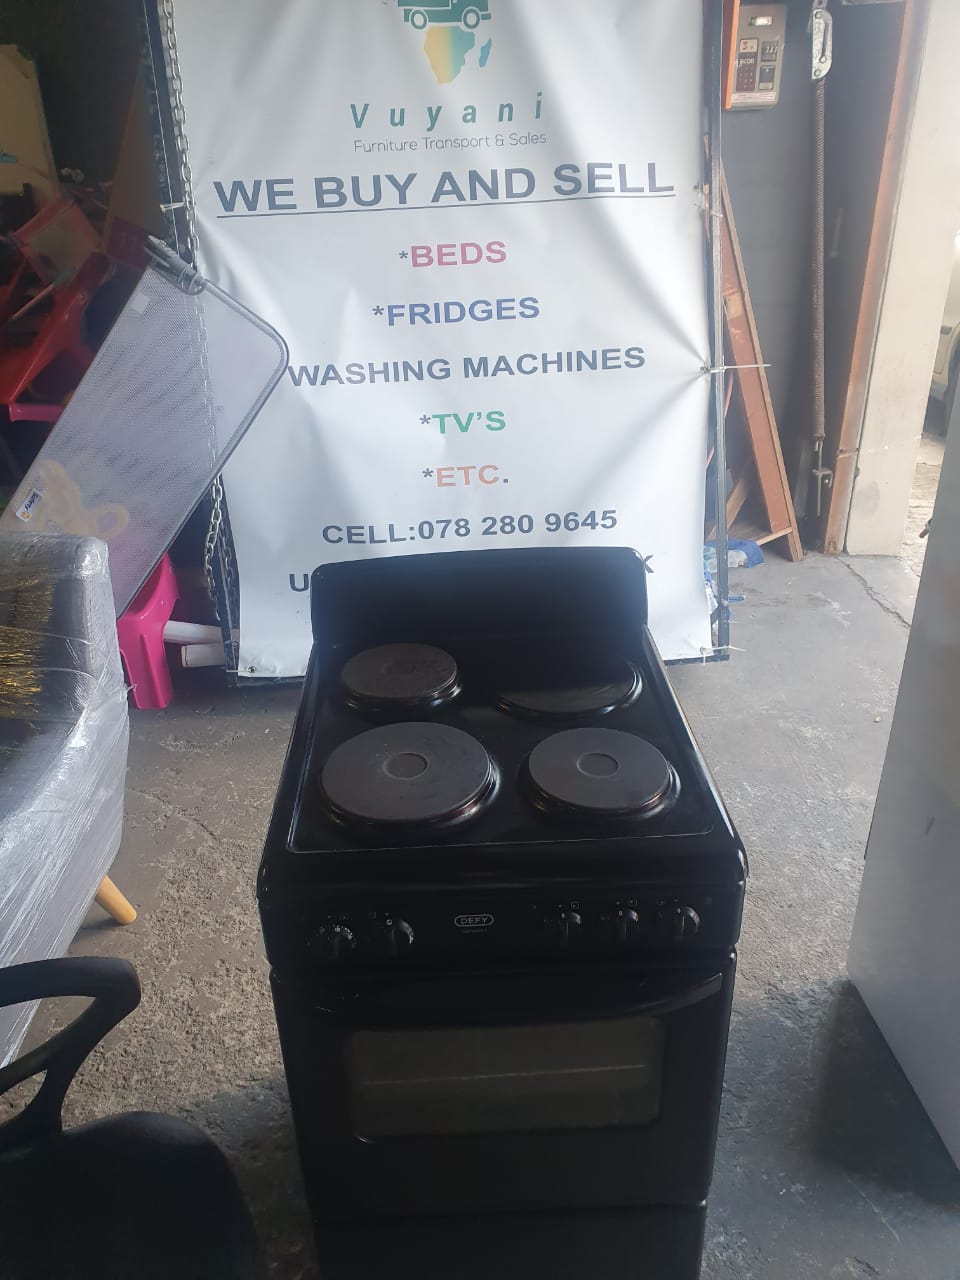 Vuyani
Furniture Transport & Sales
WE BUY AND SELL
*BEDS
*FRIDGES
WASHING MACHINES
*TV'S
*ETC.
CELL:078 280 9645
DEFY